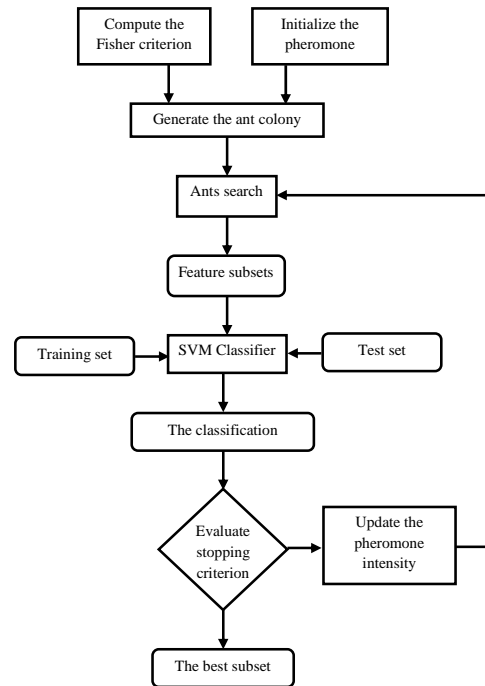 Compute the
Fisher criterion
Initialize the
pheromone
Generate the ant colony
Ants search
Feature subsets
Training set
SVM Classifier
Test set
The classification
Evaluate
stopping
criterion
Update the
pheromone
intensity
The best subset